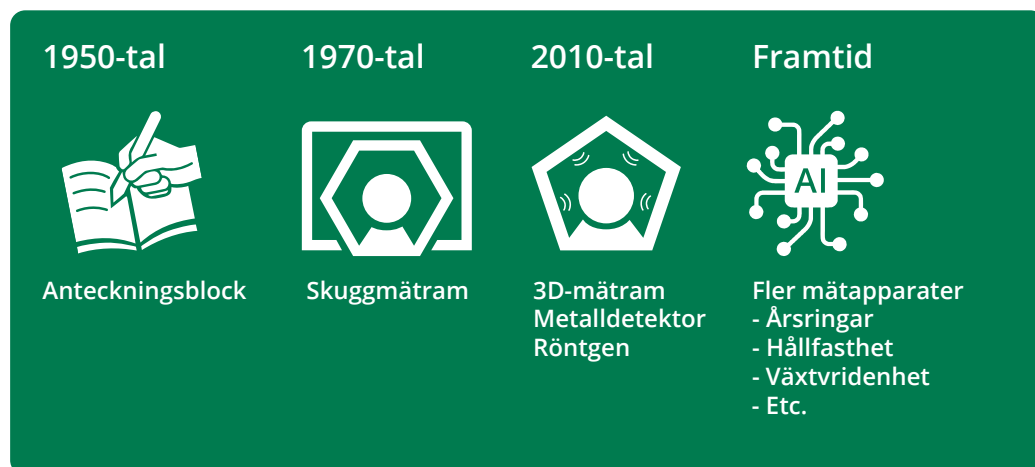 1950-tal
Anteckningsblock
1970-tal
Skuggmätram
2010-tal
3D-mätram
Metalldetektor
Röntgen
Framtid
AI
Fler mätapparater
- Årsringar
- Hållfasthet
- Växtvridenhet
- Etc.